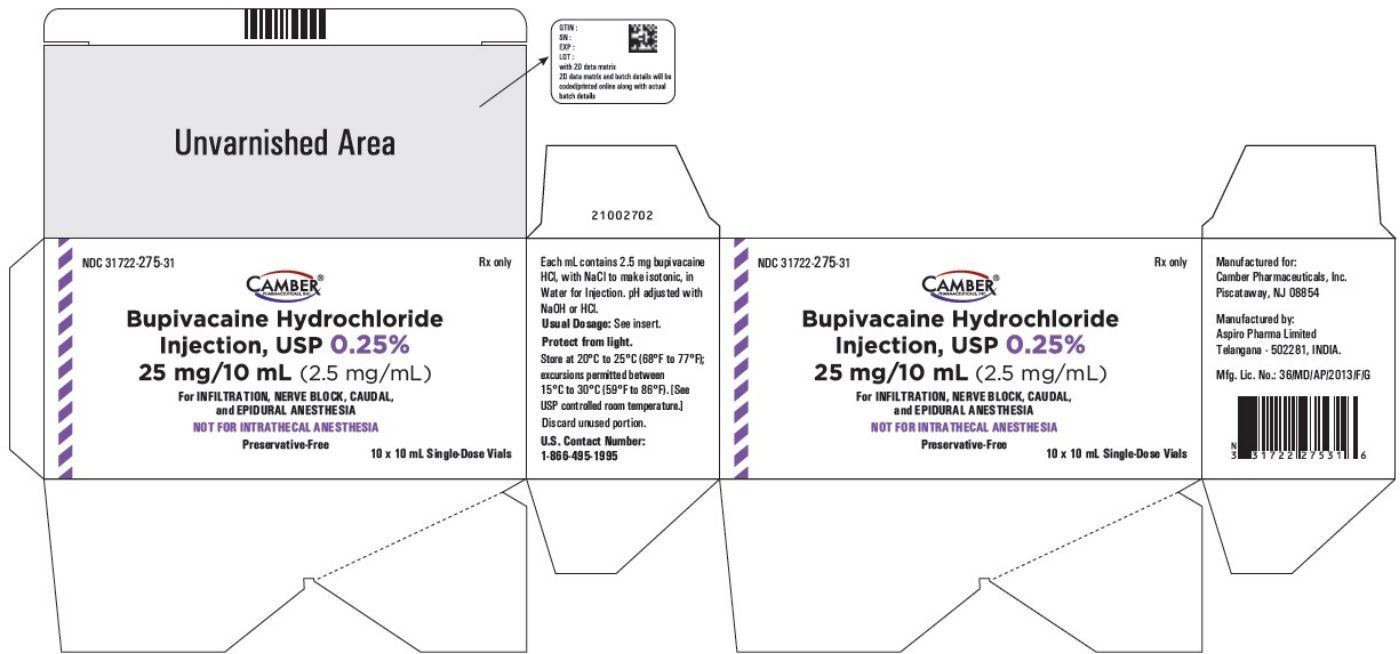 GTIN :
SN :
EXP :
LOT :
with 2D data matrix
2D data matrix and batch details will be
coded/printed online along with actual
batch details
Unvarnished Area
21002702
NDC 31722-275-31
Rx only
CAMBER®
PHARMACEUTICALS, INC.
Bupivacaine Hydrochloride
Injection, USP 0.25%
25 mg/10 mL (2.5 mg/mL)
For INFILTRATION, NERVE BLOCK, CAUDAL,
and EPIDURAL ANESTHESIA
NOT FOR INTRATHECAL ANESTHESIA
Preservative-Free
10 x 10 mL Single-Dose Vials
Each mL contains 2.5 mg bupivacaine
HCl, with NaCl to make isotonic, in
Water for Injection. pH adjusted with
NaOH or HCl.
Usual Dosage: See insert.
Protect from light.
Store at 20°C to 25°C (68°F to 77°F);
excursions permitted between
15°C to 30°C (59°F to 86°F). [See
USP controlled room temperature.]
Discard unused portion.
U.S. Contact Number:
1-866-495-1995
NDC 31722-275-31
Rx only
CAMBER®
PHARMACEUTICALS, INC.
Bupivacaine Hydrochloride
Injection, USP 0.25%
25 mg/10 mL (2.5 mg/mL)
For INFILTRATION, NERVE BLOCK, CAUDAL,
and EPIDURAL ANESTHESIA
NOT FOR INTRATHECAL ANESTHESIA
Preservative-Free
10 x 10 mL Single-Dose Vials
Manufactured for:
Camber Pharmaceuticals, Inc.
Piscataway, NJ 08854
Manufactured by:
Aspiro Pharma Limited
Telangana - 502281, INDIA.
Mfg. Lic. No.: 36/MD/AP/2013/F/G
N
3 31722 27531 6